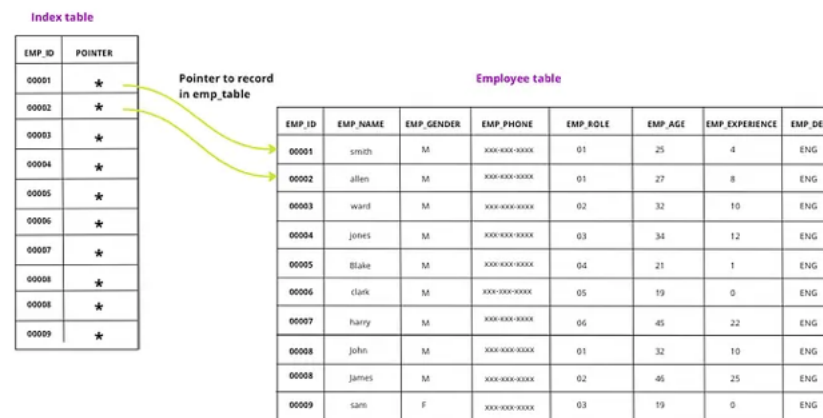 Index table
EMP_ID POINTER
00001 *
00002 *
00003 *
00004 *
00005 *
00006 *
00007 *
00008 *
00008 *
00009 *
Pointer to record
in emp_table
Employee table
EMP_ID EMP_NAME EMP_GENDER EMP_PHONE EMP_ROLE EMP_AGE EMP_EXPERIENCE EMP_DE
00001 smith M xxx-xxx-xxxx 01 25 4 ENG
00002 allen M xxx-xxx-xxxx 01 27 8 ENG
00003 ward M xxx-xxx-xxxx 02 32 10 ENG
00004 jones M xxx-xxx-xxxx 03 34 12 ENG
00005 Blake M xxx-xxx-xxxx 04 21 1 ENG
00006 clark M xxx-xxx-xxxx 05 19 0 ENG
00007 harry M xxx-xxx-xxxx 06 45 22 ENG
00008 John M xxx-xxx-xxxx 01 32 10 ENG
00008 James M xxx-xxx-xxxx 02 46 25 ENG
00009 sam F xxx-xxx-xxxx 03 19 0 ENG